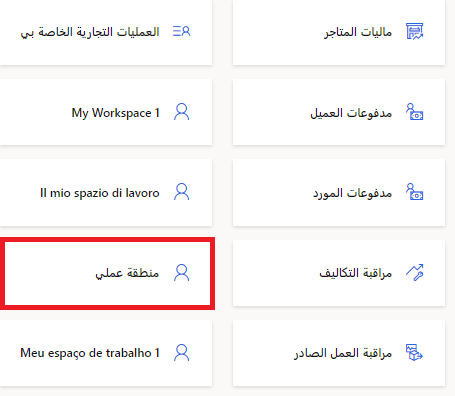 ماليات المتاجر
العمليات التجارية الخاصة بي
مدفوعات العميل
My Workspace 1
مدفوعات المورد
Il mio spazio di lavoro
مراقبة التكاليف
منطقة عملي
مراقبة العمل الصادر
Meu espaço de trabalho 1